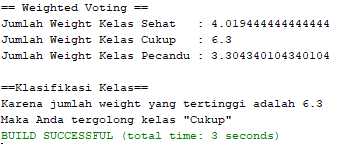 == Weighted Voting ==
Jumlah Weight Kelas Sehat : 4.019444444444444
Jumlah Weight Kelas Cukup : 6.3
Jumlah Weight Kelas Pecandu : 3.304340104340104
==Klasifikasi Kelas==
Karena jumlah weight yang tertinggi adalah 6.3
Maka Anda tergolong kelas "Cukup"
BUILD SUCCESSFUL (total time: 3 seconds)